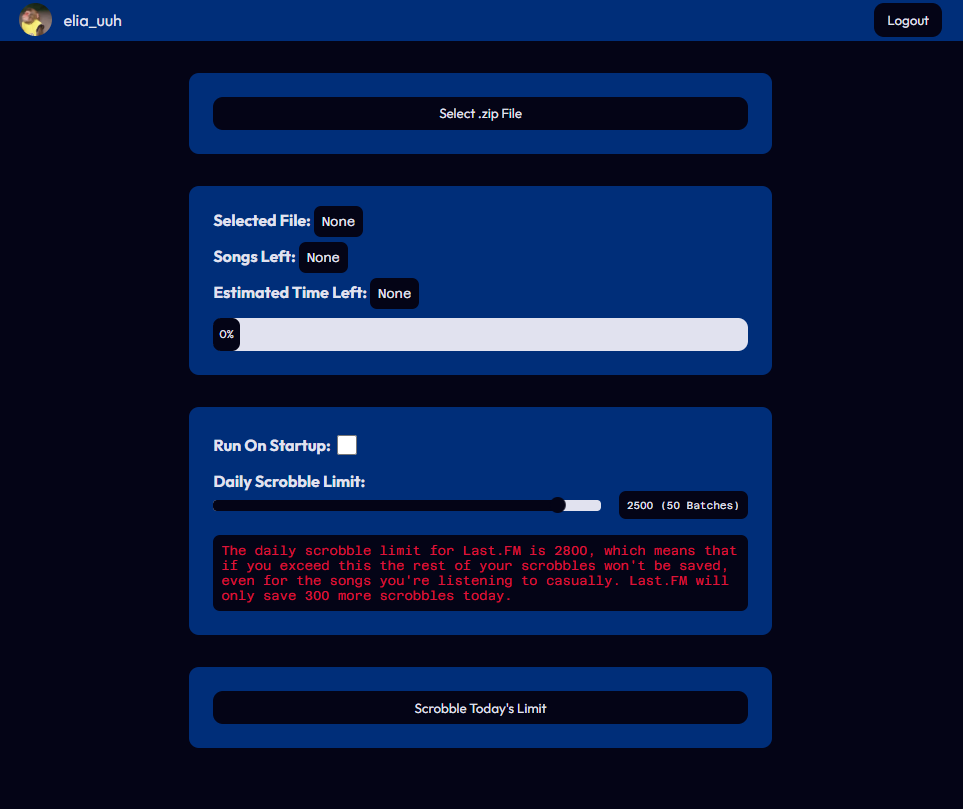 elia_uuh
Logout
Select .zip File
Selected File: None
Songs Left: None
Estimated Time Left: None
0%
Run On Startup:
Daily Scrobble Limit:
2500 (50 Batches)
The daily scrobble limit for Last.FM is 2800, which means that
if you exceed this the rest of your scrobbles won't be saved,
even for the songs you're listening to casually. Last.FM will
only save 300 more scrobbles today.
Scrobble Today's Limit